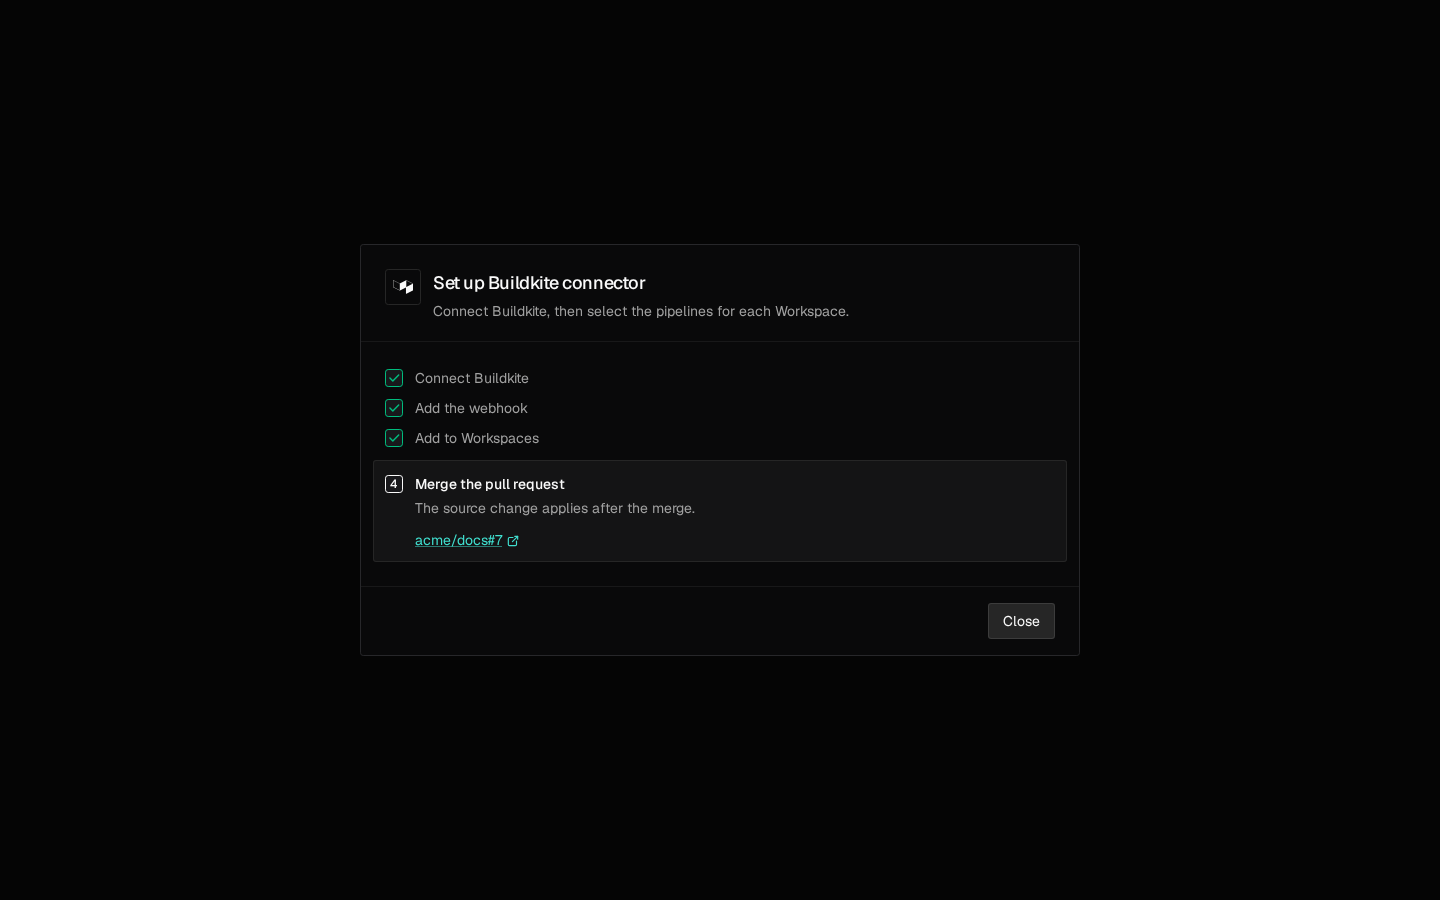 Set up Buildkite connector
Connect Buildkite, then select the pipelines for each Workspace.
Connect Buildkite
Add the webhook
Add to Workspaces
4 Merge the pull request
The source change applies after the merge.
acme/docs#7
Close